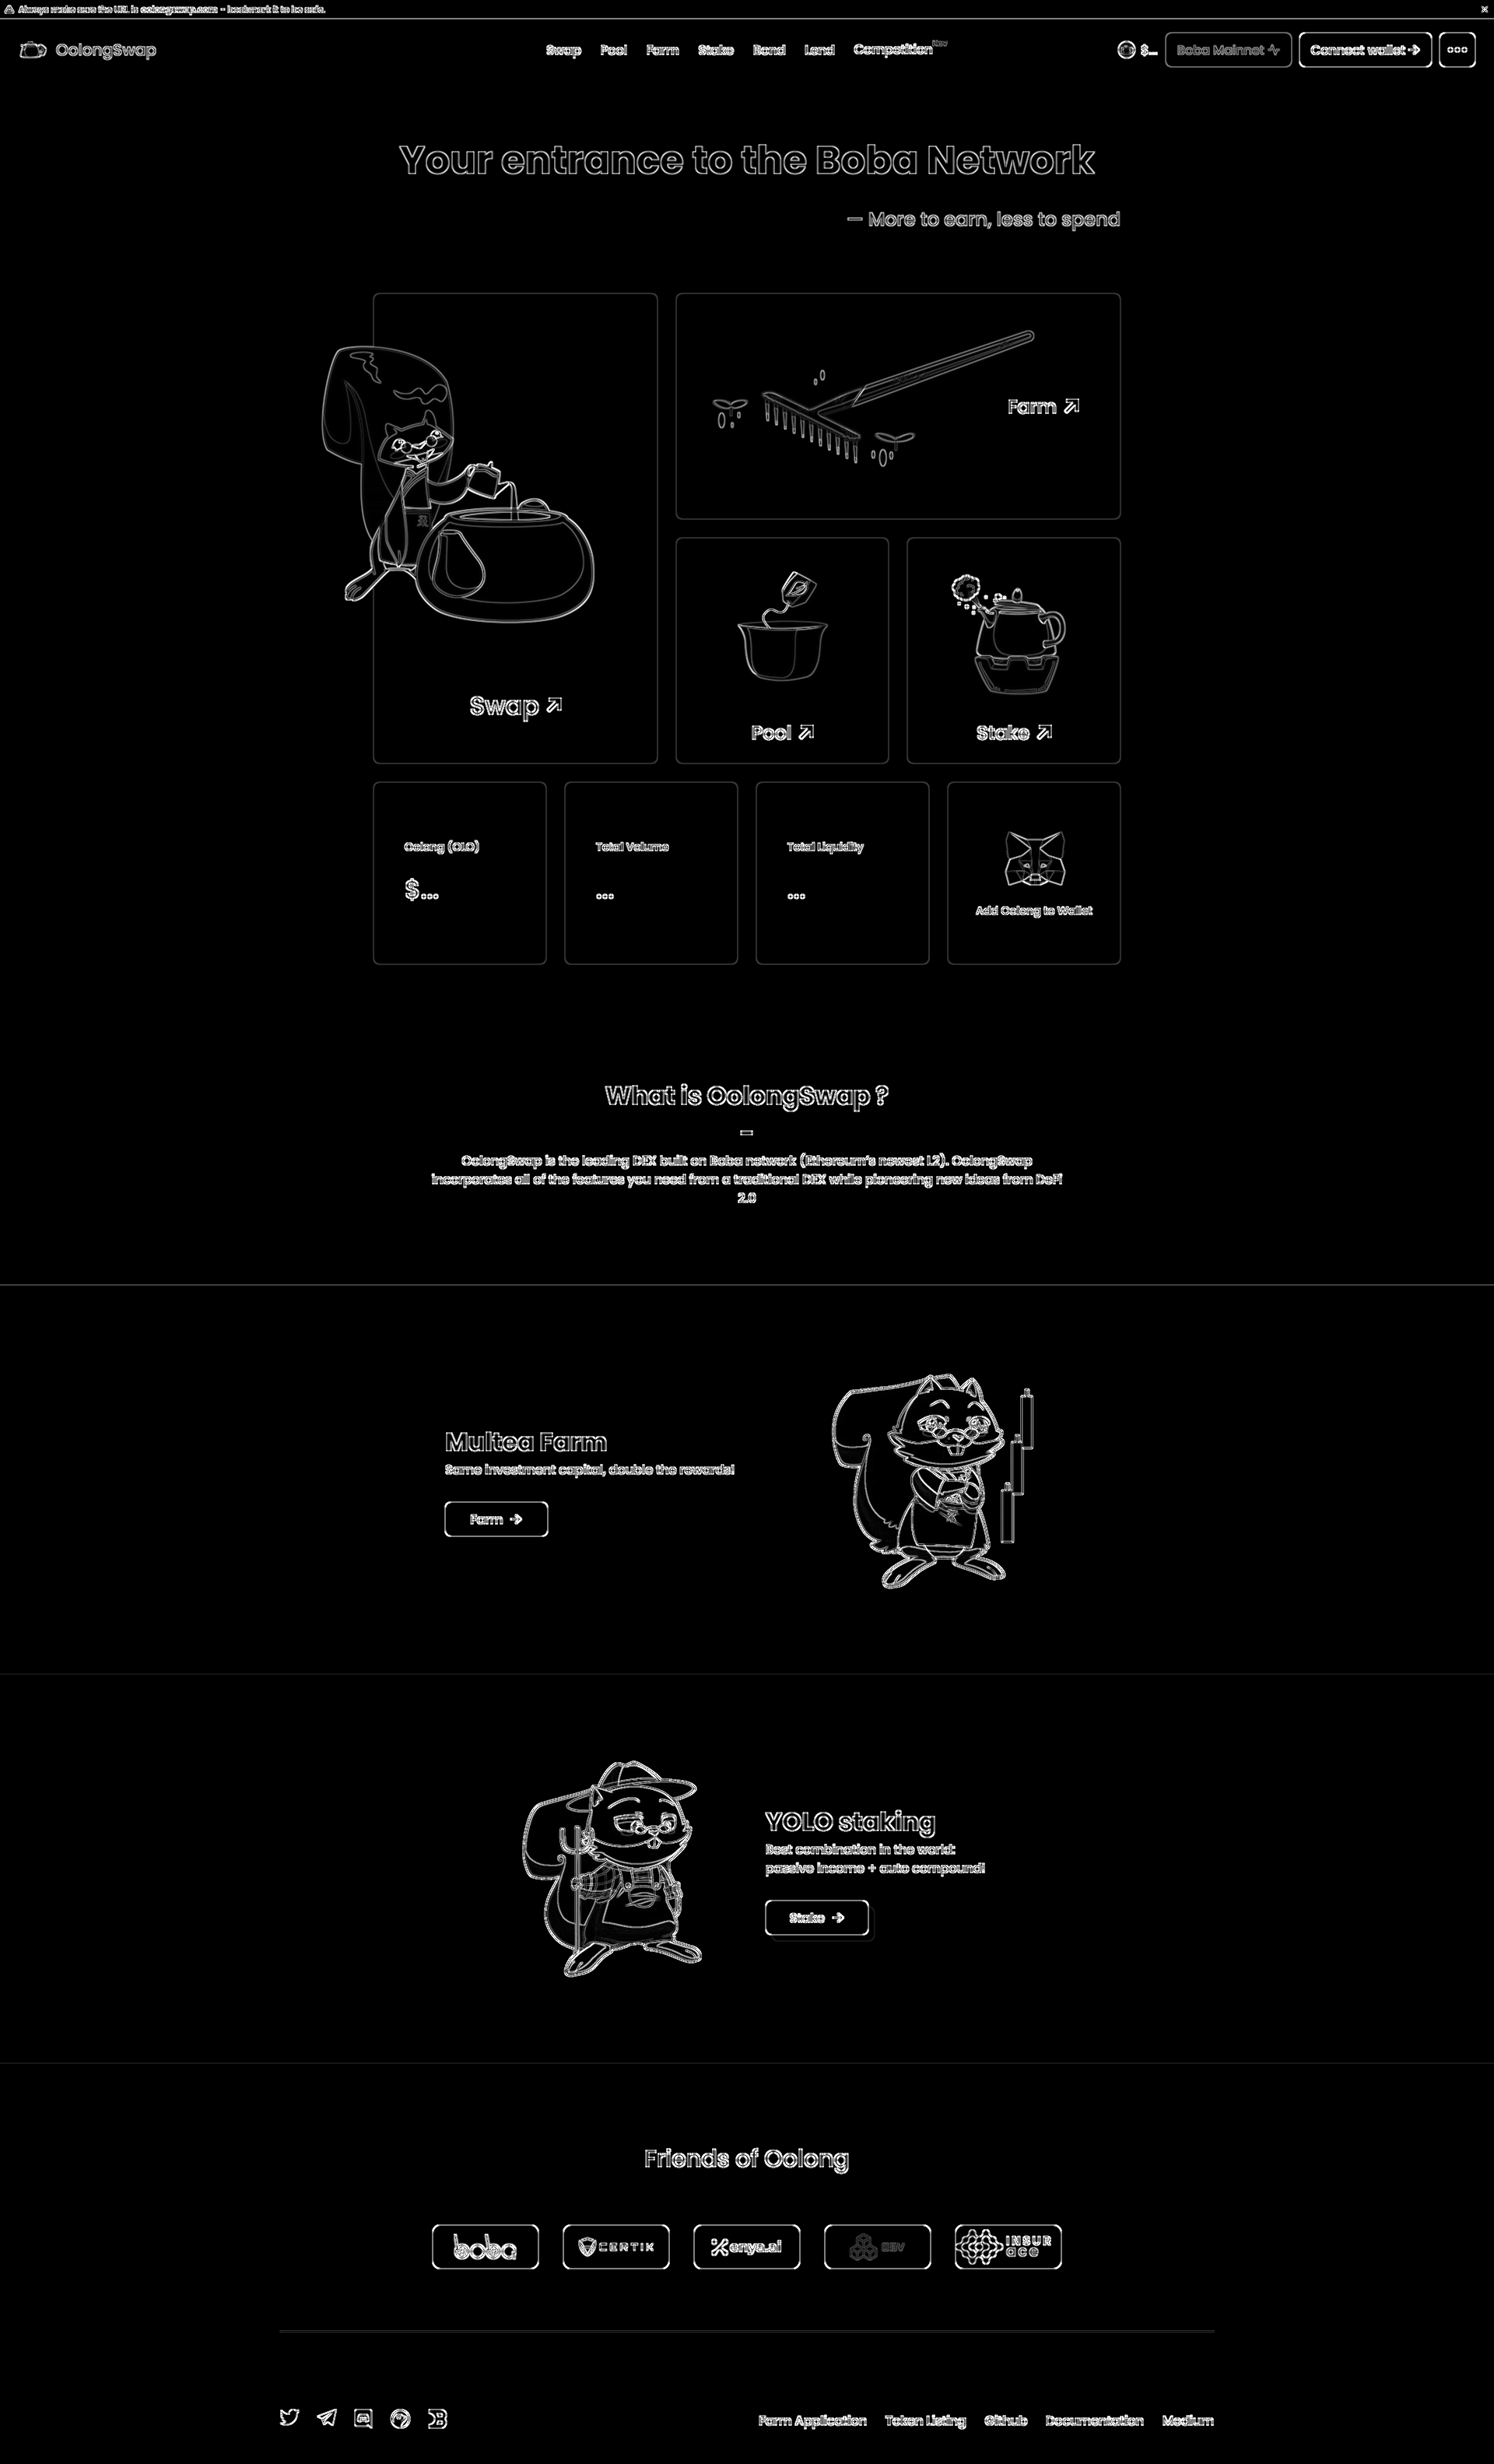 Always make sure the URL is oolongswap.com - bookmark it to be safe.
OolongSwap
Swap Pool Farm Stake Bond Lend Competition New
$... Boba Mainnet Connect wallet
Your entrance to the Boba Network
— More to earn, less to spend
Farm
Swap
Pool
Stake
Oolong (OLO)
$...
Total Volume
...
Total Liquidity
...
Add Oolong to Wallet
What is OolongSwap ?
OolongSwap is the leading DEX built on Boba network (Ethereum's newest L2). OolongSwap
incorporates all of the features you need from a traditional DEX while pioneering new ideas from DeFi
2.0
Multea Farm
Same investment capital, double the rewards!
Farm
YOLO staking
Best combination in the world:
passive income + auto compound!
Stake
Friends of Oolong
boba
CERTIK
anyu.ai
INSUR
ace
Farm Application Token Listing Github Documentation Medium